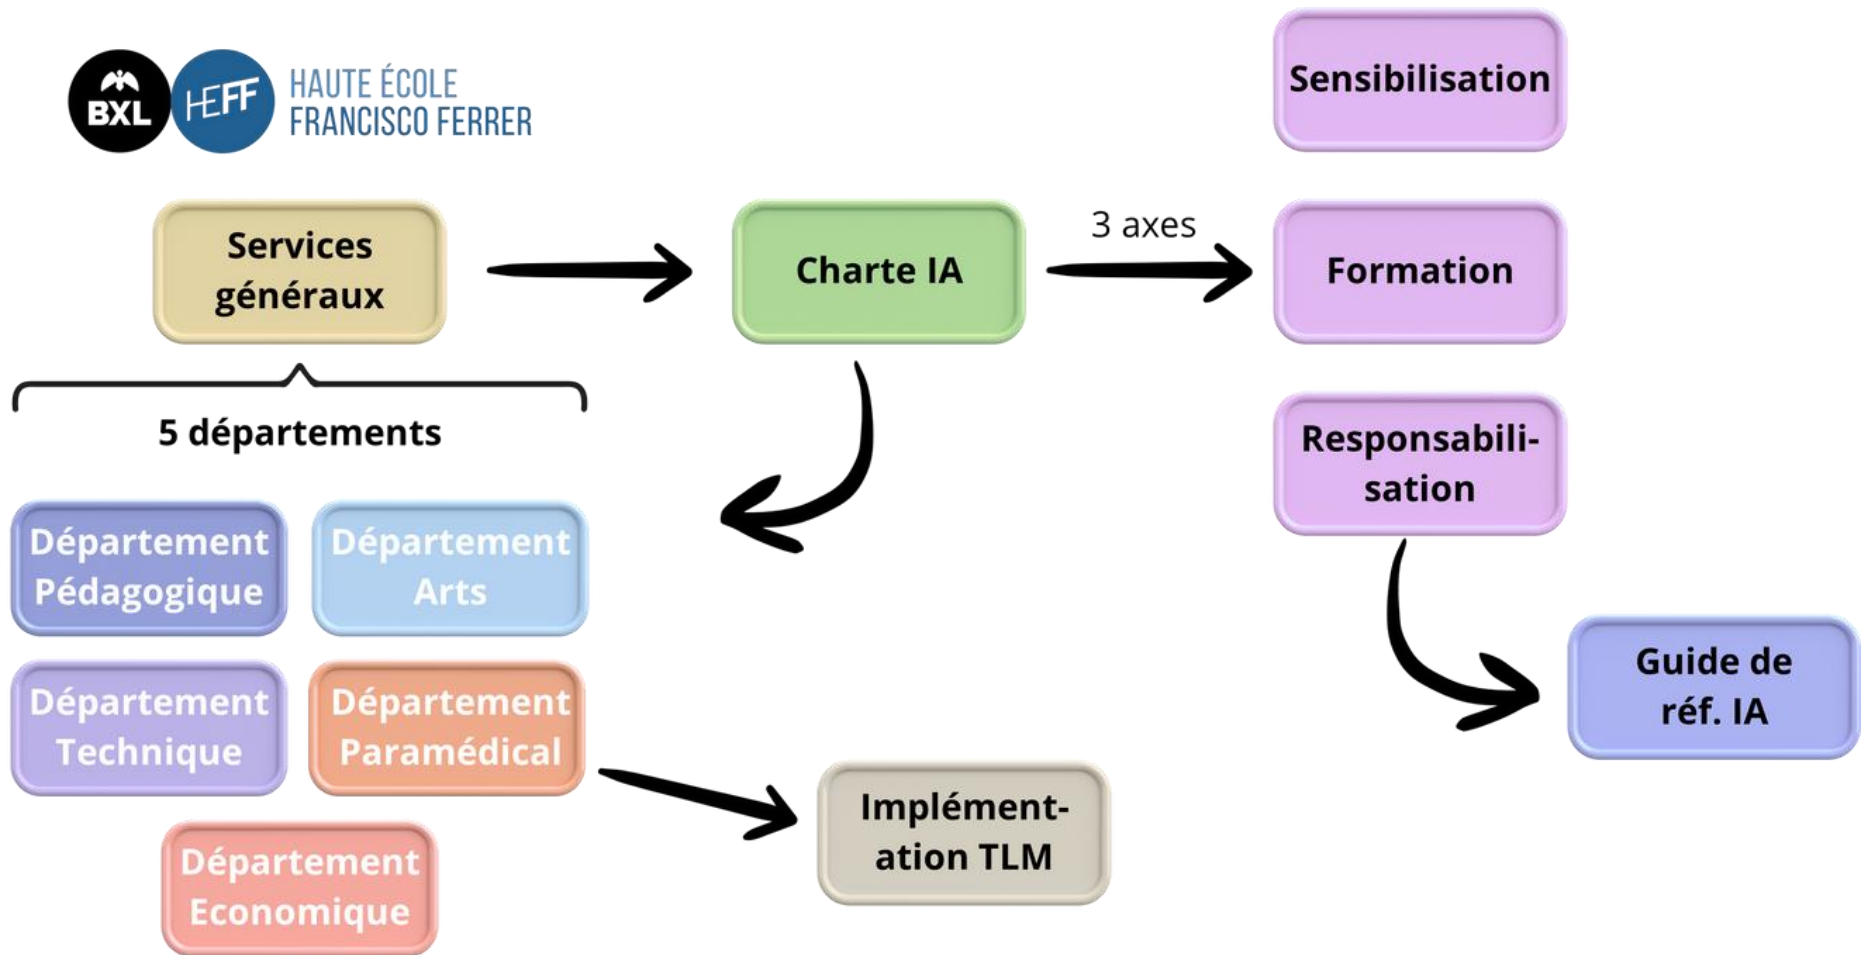 BXL
HEFF
HAUTE ÉCOLE
FRANCISCO FERRER
Services
généraux
5 départements
Département
Pédagogique
Département
Arts
Département
Technique
Département
Paramédical
Département
Economique
Charte IA
3 axes
Sensibilisation
Formation
Responsabili-
sation
Guide de
réf. IA
Implément-
ation TLM